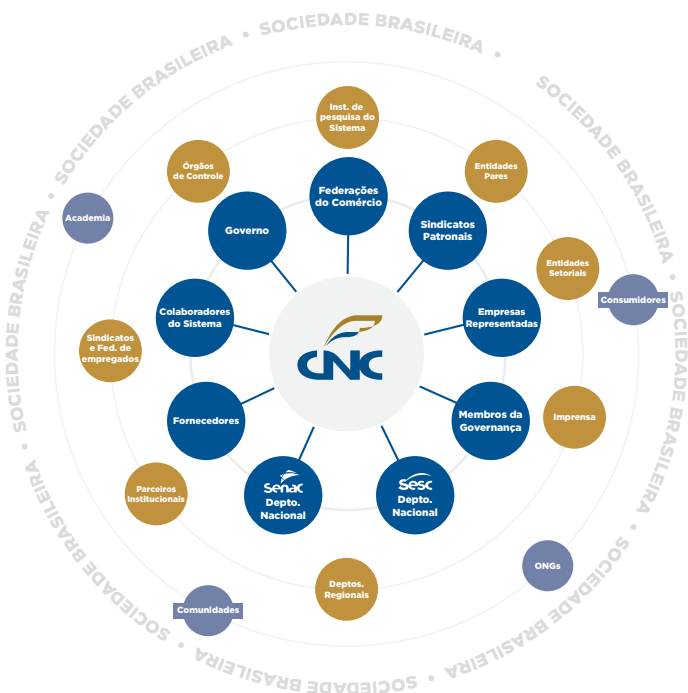 SOCIEDADE BRASILEIRA • SOCIEDADE BRASILEIRA • SOCIEDADE BRASILEIRA • SOCIEDADE BRASILEIRA • SOCIEDADE BRASILEIRA • SOCIEDADE BRASILEIRA • SOCIEDADE BRASILEIRA • SOCIEDADE BRASILEIRA • SOCIEDADE BRASILEIRA •
Inst. de
pesquisa do
Sistema
Órgãos
de Controle
Entidades
Pares
Federações
do Comércio
Academia
Governo
Sindicatos
Patronais
Entidades
Setoriais
Consumidores
Colaboradores
do Sistema
Empresas
Representadas
Sindicatos
e Fed. de
empregados
CNC
Fornecedores
Membros da
Governança
Imprensa
Parceiros
Institucionais
Senac
Depto.
Nacional
Sesc
Depto.
Nacional
ONGs
Deptos.
Regionais
Comunidades